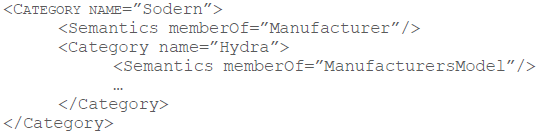 <CATEGORY NAME=”Sodern”>
<Semantics memberOf=”Manufacturer”/>
<Category name=”Hydra”>
<Semantics memberOf=”ManufacturersModel”/>
…
</Category>
</Category>